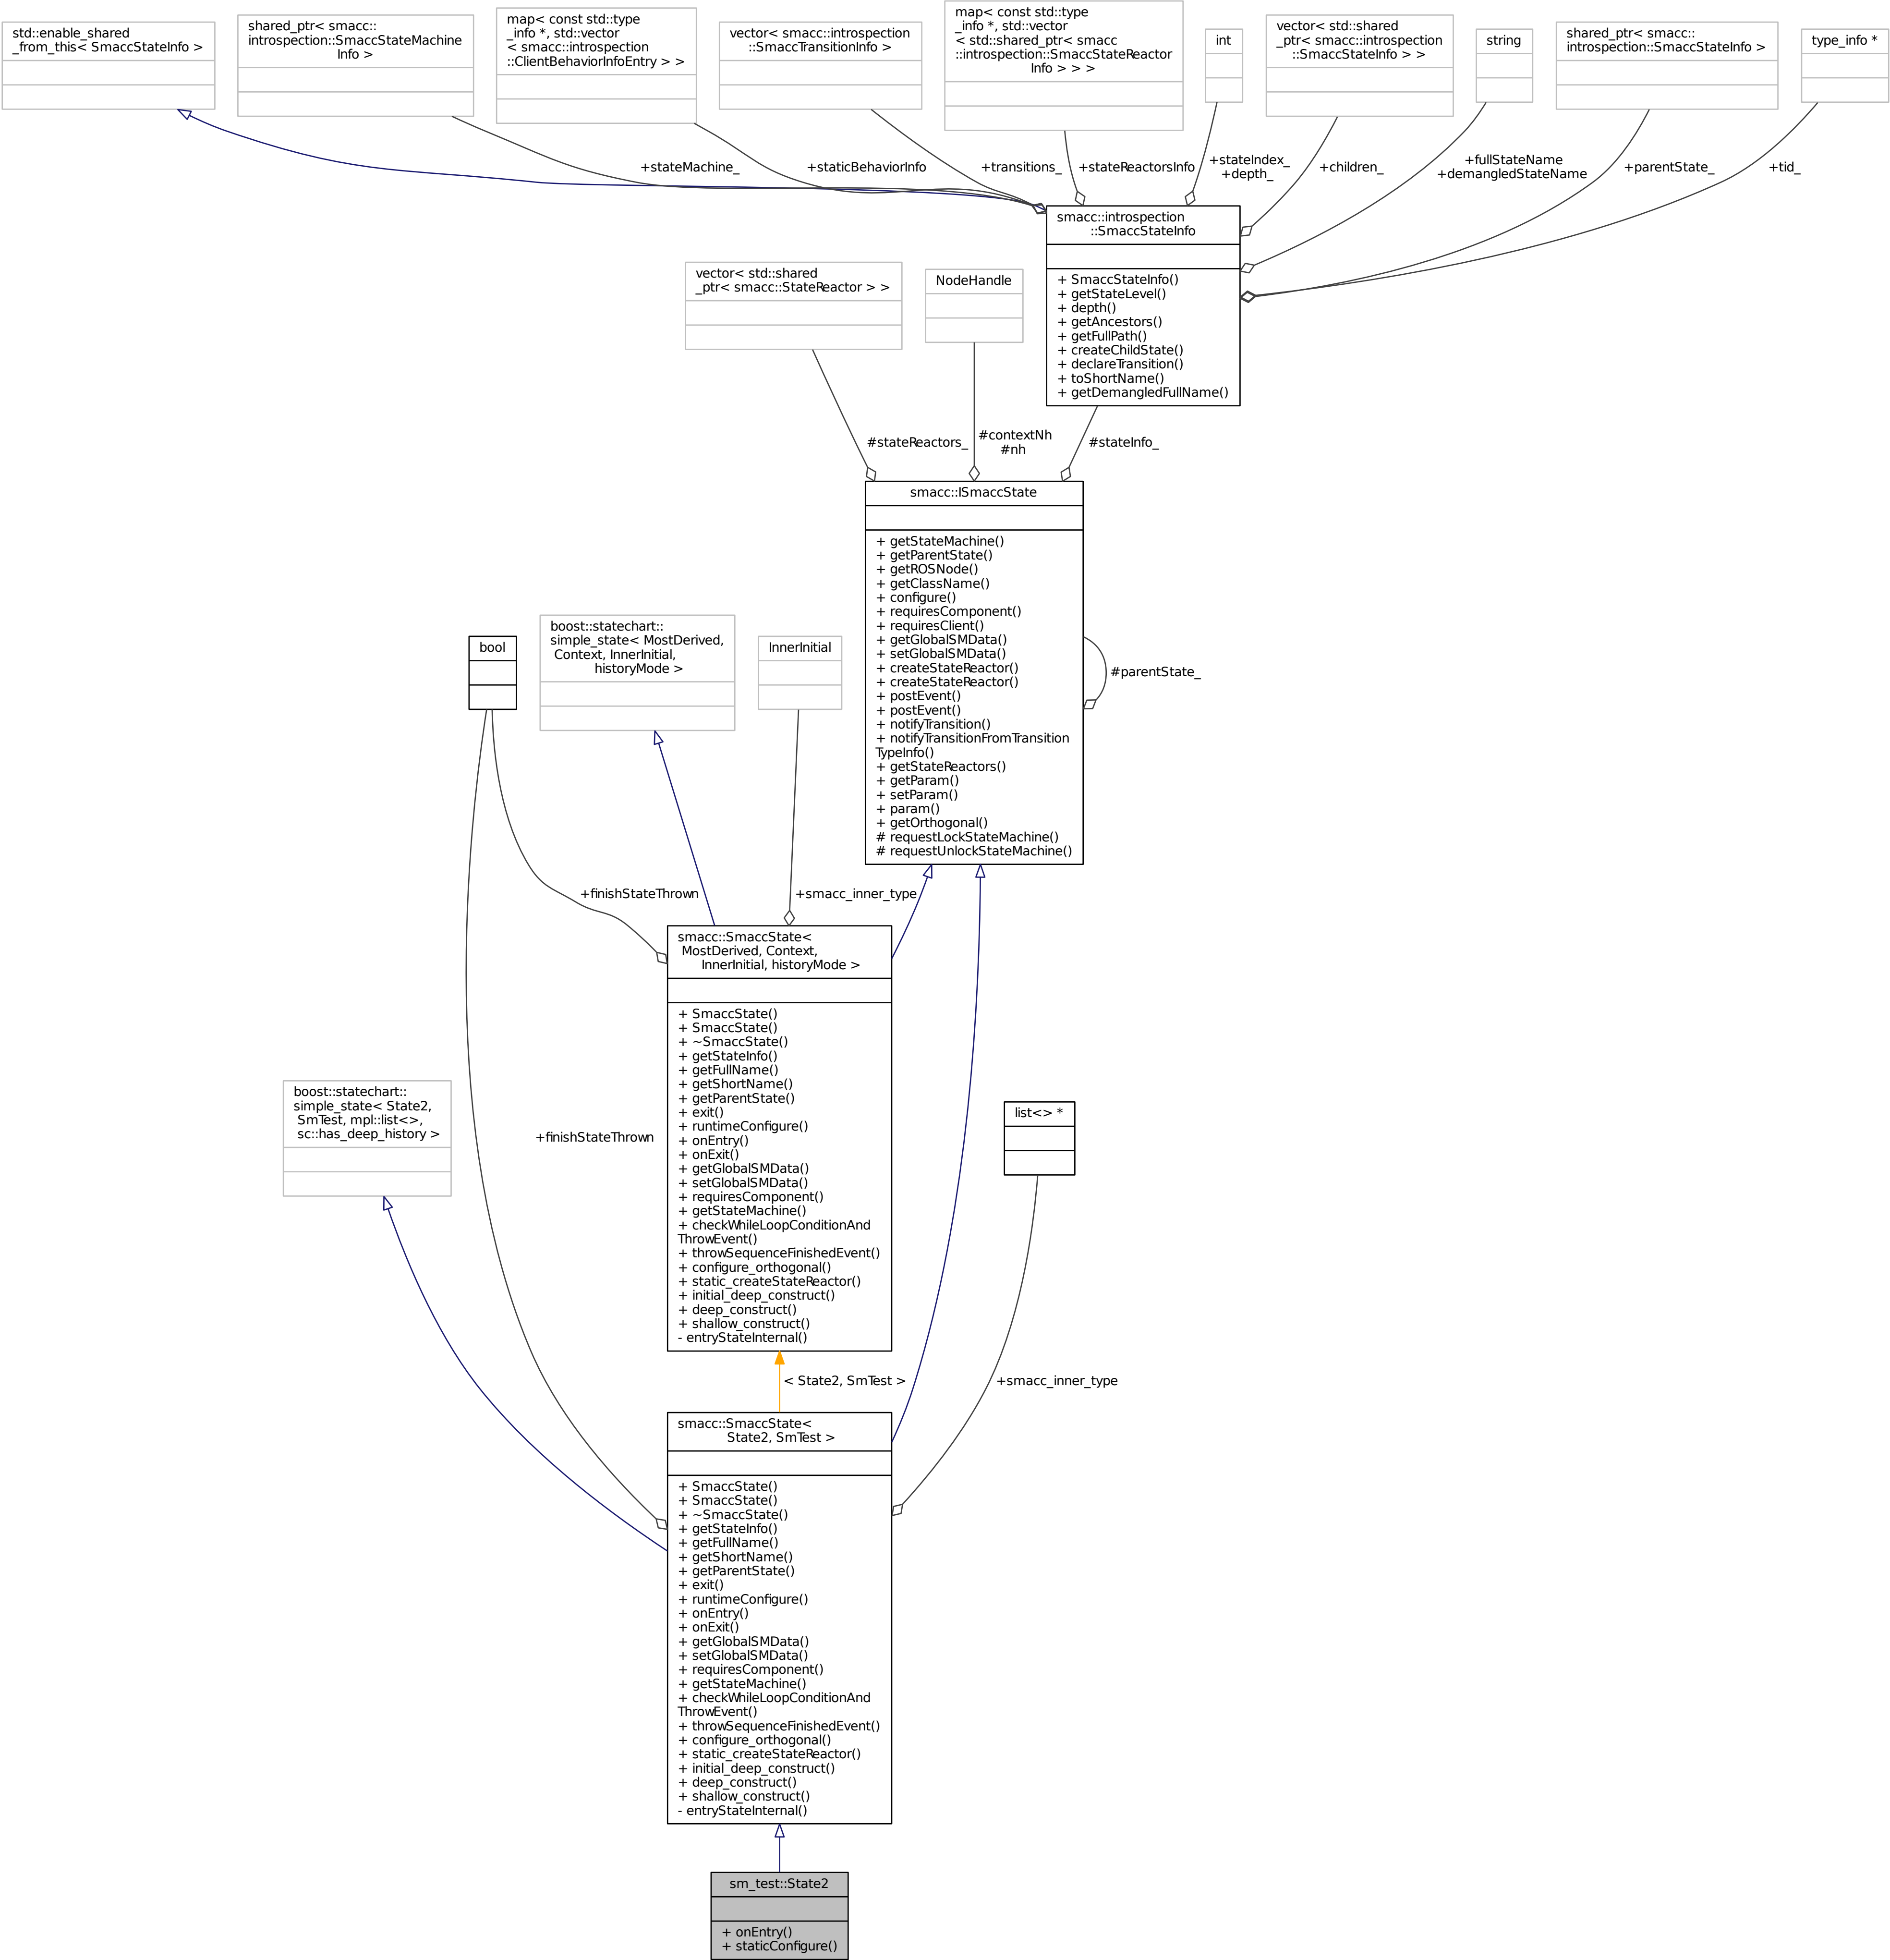 std::enable_shared
_from_this< SmaccStateInfo >
shared_ptr< smacc::
introspection::SmaccStateMachine
Info >
map< const std::type
_info *, std::vector
< smacc::introspection
::ClientBehaviorInfoEntry > >
vector< smacc::introspection
::SmaccTransitionInfo >
map< const std::type
_info *, std::vector
< std::shared_ptr< smacc
::introspection::SmaccStateReactor
Info > > >
int
vector< std::shared
_ptr< smacc::introspection
::SmaccStateInfo > >
string
shared_ptr< smacc::
introspection::SmaccStateInfo >
type_info *
+stateMachine_
+staticBehaviorInfo
+transitions_
+stateReactorsInfo
+stateIndex_
+depth_
+children_
+fullStateName
+demangledStateName
+parentState_
+tid_
smacc::introspection
::SmaccStateInfo
+ SmaccStateInfo()
+ getStateLevel()
+ depth()
+ getAncestors()
+ getFullPath()
+ createChildState()
+ declareTransition()
+ toShortName()
+ getDemangledFullName()
vector< std::shared
_ptr< smacc::StateReactor > >
NodeHandle
#stateReactors_
#contextNh
#nh
#stateInfo_
smacc::ISmaccState
+ getStateMachine()
+ getParentState()
+ getROSNode()
+ getClassName()
+ configure()
+ requiresComponent()
+ requiresClient()
+ getGlobalSMData()
+ setGlobalSMData()
+ createStateReactor()
+ createStateReactor()
+ postEvent()
+ postEvent()
+ notifyTransition()
+ notifyTransitionFromTransition
TypeInfo()
+ getStateReactors()
+ getParam()
+ setParam()
+ param()
+ getOrthogonal()
# requestLockStateMachine()
# requestUnlockStateMachine()
#parentState_
bool
boost::statechart::
simple_state< MostDerived,
Context, InnerInitial,
historyMode >
InnerInitial
+finishStateThrown
+smacc_inner_type
smacc::SmaccState<
MostDerived, Context,
InnerInitial, historyMode >
+ SmaccState()
+ SmaccState()
+ ~SmaccState()
+ getStateInfo()
+ getFullName()
+ getShortName()
+ getParentState()
+ exit()
+ runtimeConfigure()
+ onEntry()
+ onExit()
+ getGlobalSMData()
+ setGlobalSMData()
+ requiresComponent()
+ getStateMachine()
+ checkWhileLoopConditionAnd
ThrowEvent()
+ throwSequenceFinishedEvent()
+ configure_orthogonal()
+ static_createStateReactor()
+ initial_deep_construct()
+ deep_construct()
+ shallow_construct()
- entryStateInternal()
boost::statechart::
simple_state< State2,
SmTest, mpl::list<>,
sc::has_deep_history >
+finishStateThrown
list<> *
< State2, SmTest >
+smacc_inner_type
smacc::SmaccState<
State2, SmTest >
+ SmaccState()
+ SmaccState()
+ ~SmaccState()
+ getStateInfo()
+ getFullName()
+ getShortName()
+ getParentState()
+ exit()
+ runtimeConfigure()
+ onEntry()
+ onExit()
+ getGlobalSMData()
+ setGlobalSMData()
+ requiresComponent()
+ getStateMachine()
+ checkWhileLoopConditionAnd
ThrowEvent()
+ throwSequenceFinishedEvent()
+ configure_orthogonal()
+ static_createStateReactor()
+ initial_deep_construct()
+ deep_construct()
+ shallow_construct()
- entryStateInternal()
sm_test::State2
+ onEntry()
+ staticConfigure()